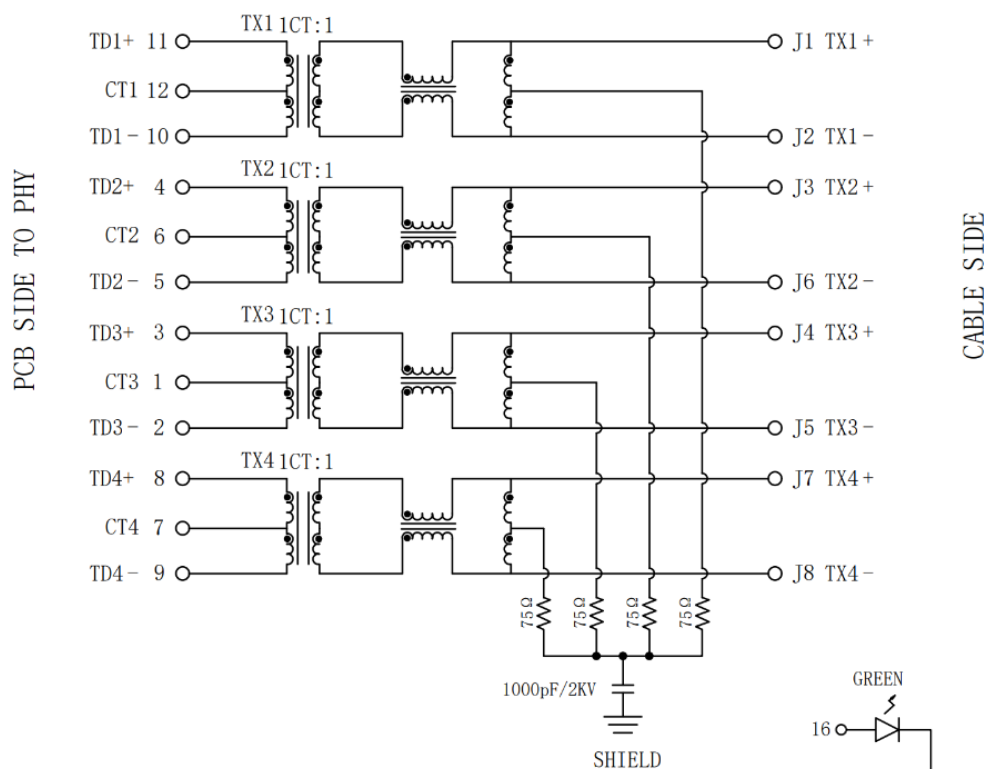 TX1 1CT:1
TD1+ 11
J1 TX1+
CT1 12
TD1- 10
J2 TX1-
TX2 1CT:1
TD2+ 4
J3 TX2+
CT2 6
TD2- 5
J6 TX2-
TX3 1CT:1
TD3+ 3
J4 TX3+
CT3 1
TD3- 2
J5 TX3-
TX4 1CT:1
TD4+ 8
J7 TX4+
CT4 7
TD4- 9
J8 TX4-
PCB SIDE TO PHY
CABLE SIDE
75Ω
75Ω
75Ω
75Ω
1000pF/2KV
SHIELD
GREEN
16